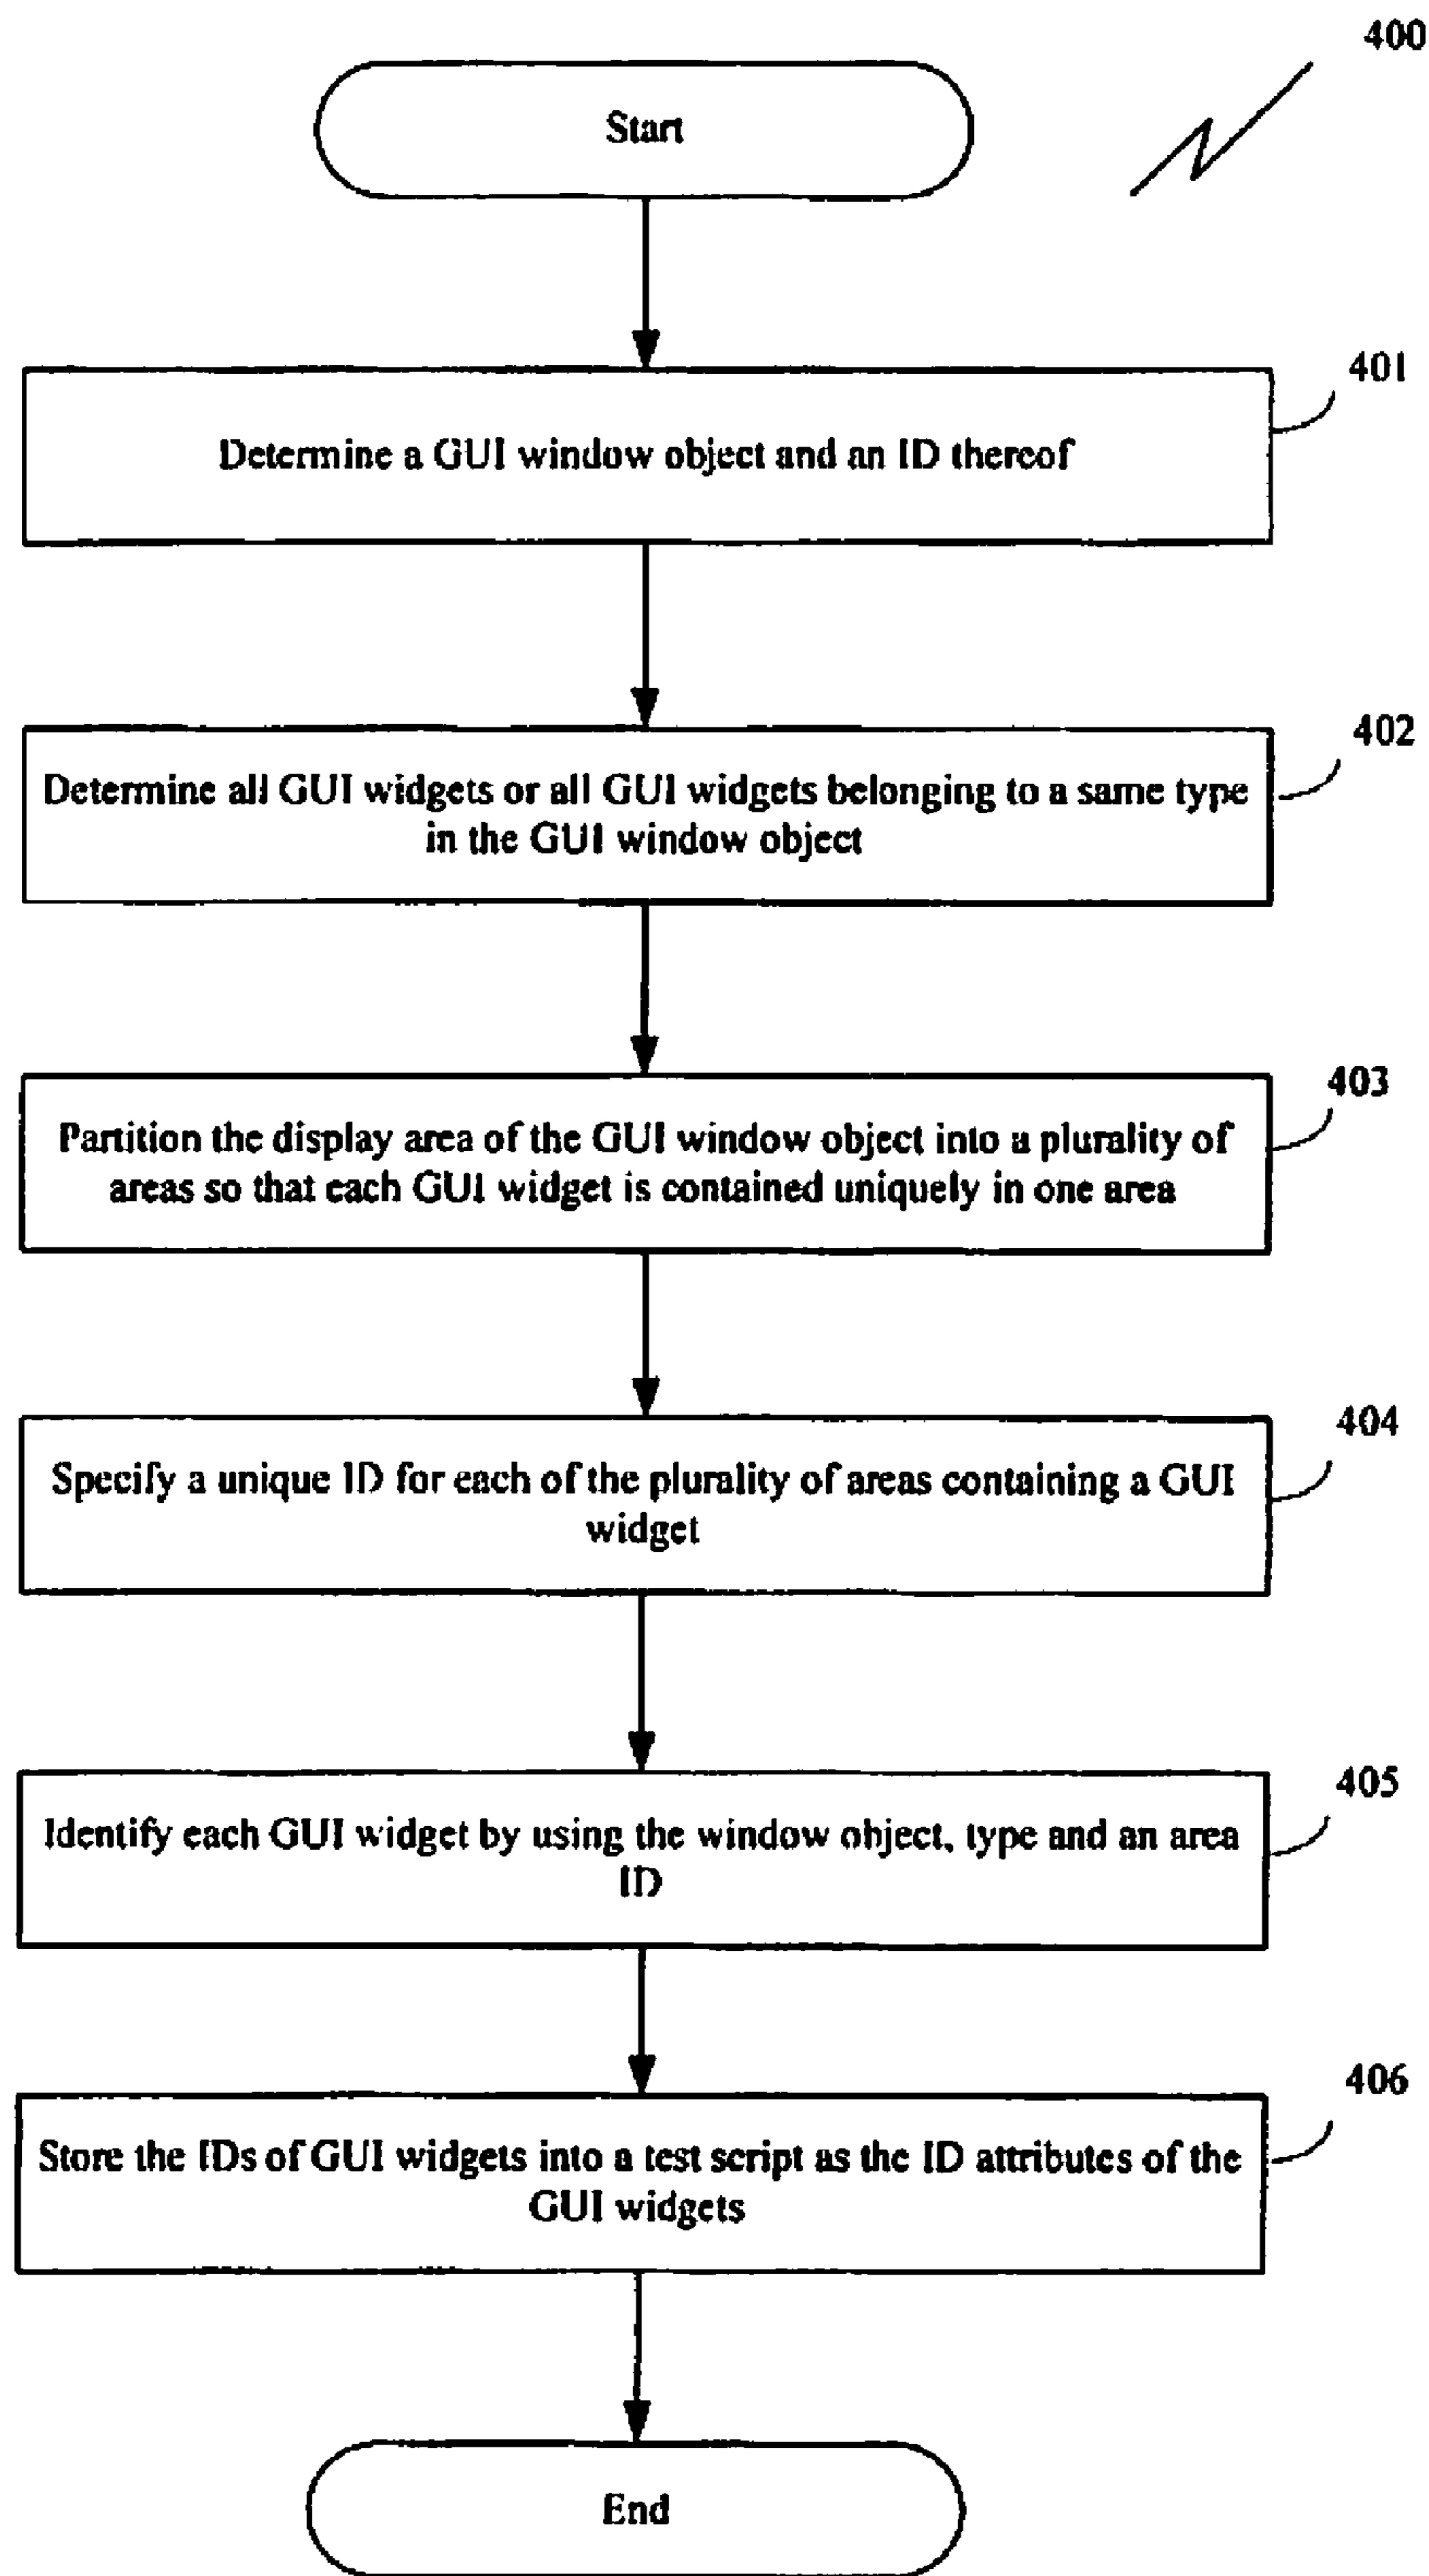 400
Start
401
Determine a GUI window object and an ID thereof
402
Determine all GUI widgets or all GUI widgets belonging to a same type
in the GUI window object
403
Partition the display area of the GUI window object into a plurality of
areas so that each GUI widget is contained uniquely in one area
404
Specify a unique ID for each of the plurality of areas containing a GUI
widget
405
Identify each GUI widget by using the window object, type and an area
ID
406
Store the IDs of GUI widgets into a test script as the ID attributes of the
GUI widgets
End